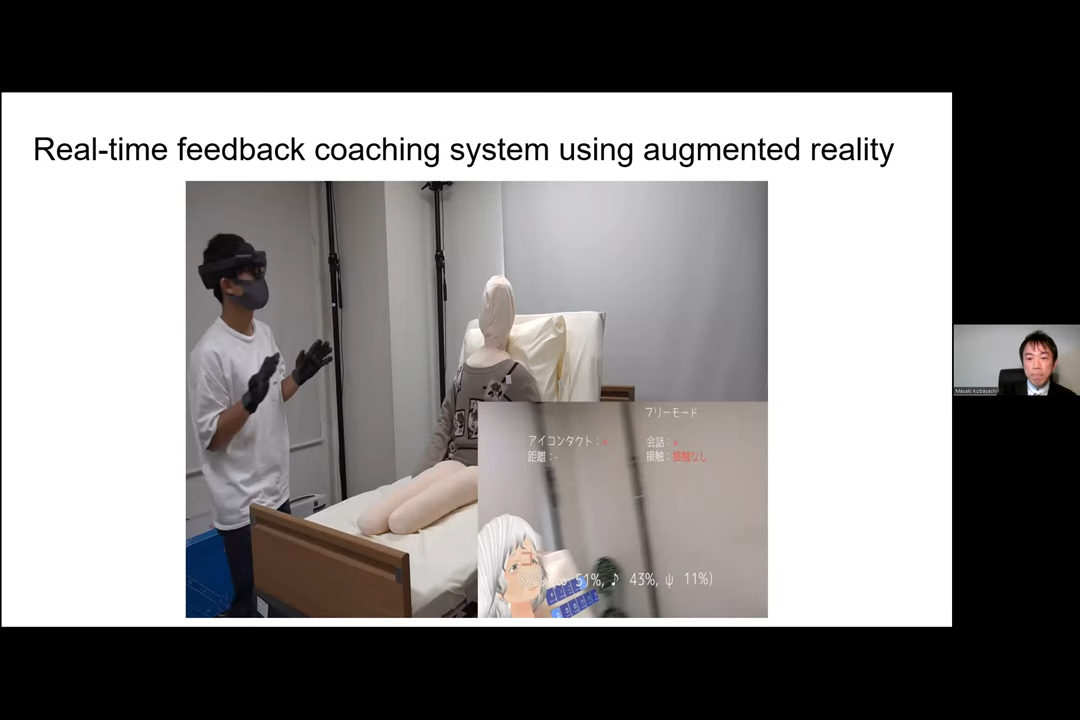 Real-time feedback coaching system using augmented reality
フリーモード
アイコンタクト：×
会話：×
距離：-
接触：接触なし
51%, ♪ 43%, ψ 11%)
Masaki Kobayashi